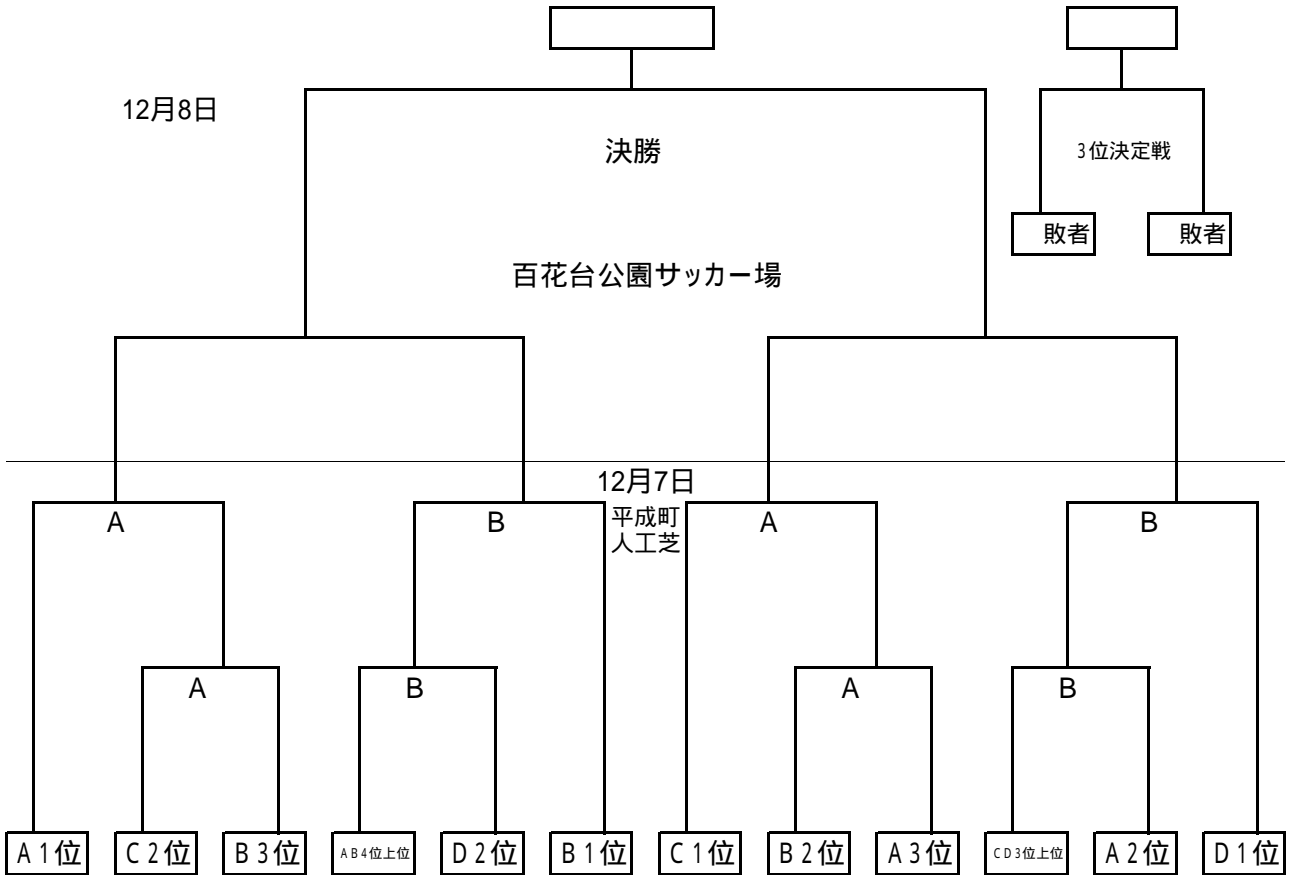 12月8日
決勝
3位決定戦
敗者
敗者
百花台公園サッカー場
12月7日
A
B
平成町
人工芝
A
B
A
B
A
B
A1位
C2位
B3位
AB4位上位
D2位
B1位
C1位
B2位
A3位
CD3位上位
A2位
D1位